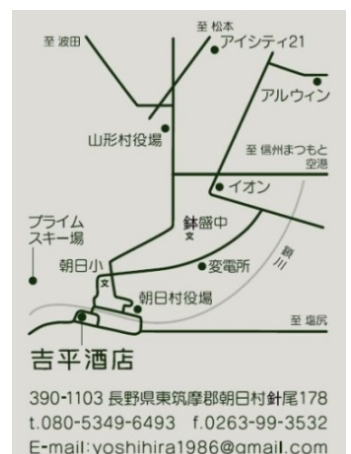 至 松本
至 波田
アイシティ21
アルウィン
山形村役場
至 信州まつもと
空港
イオン
鉢盛中
文
プライム
スキー場
鎖川
朝日小
文
変電所
朝日村役場
至 塩尻
吉平酒店
390-1103 長野県東筑摩郡朝日村針尾178
t.080-5349-6493 f.0263-99-3532
E-mail:yoshihira1986@gmail.com